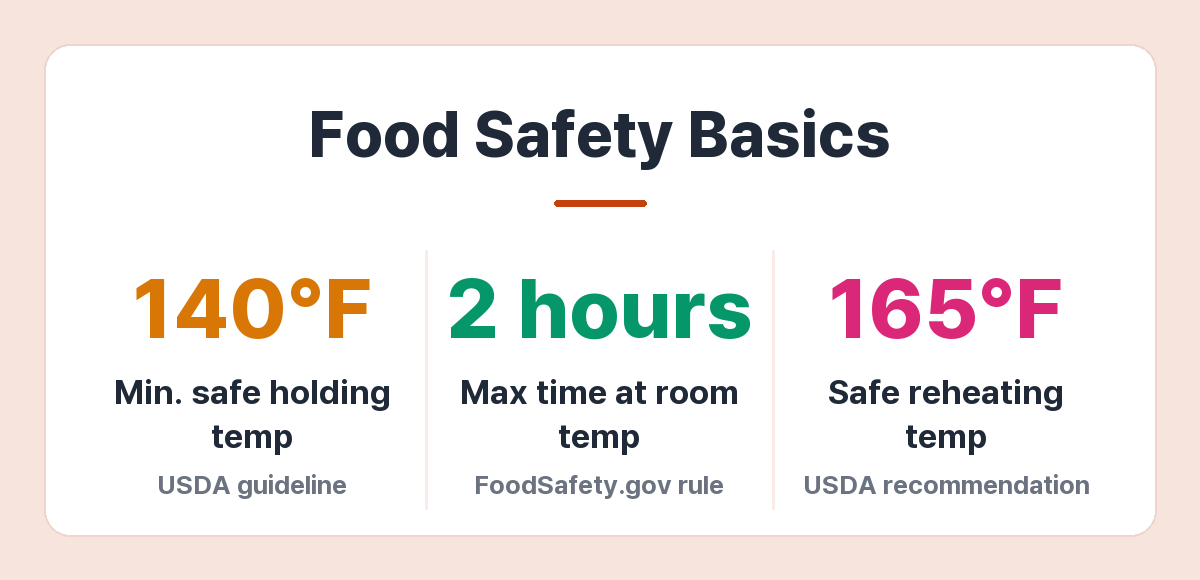 Food Safety Basics
140°F
Min. safe holding
temp
USDA guideline
2 hours
Max time at room
temp
FoodSafety.gov rule
165°F
Safe reheating
temp
USDA recommendation